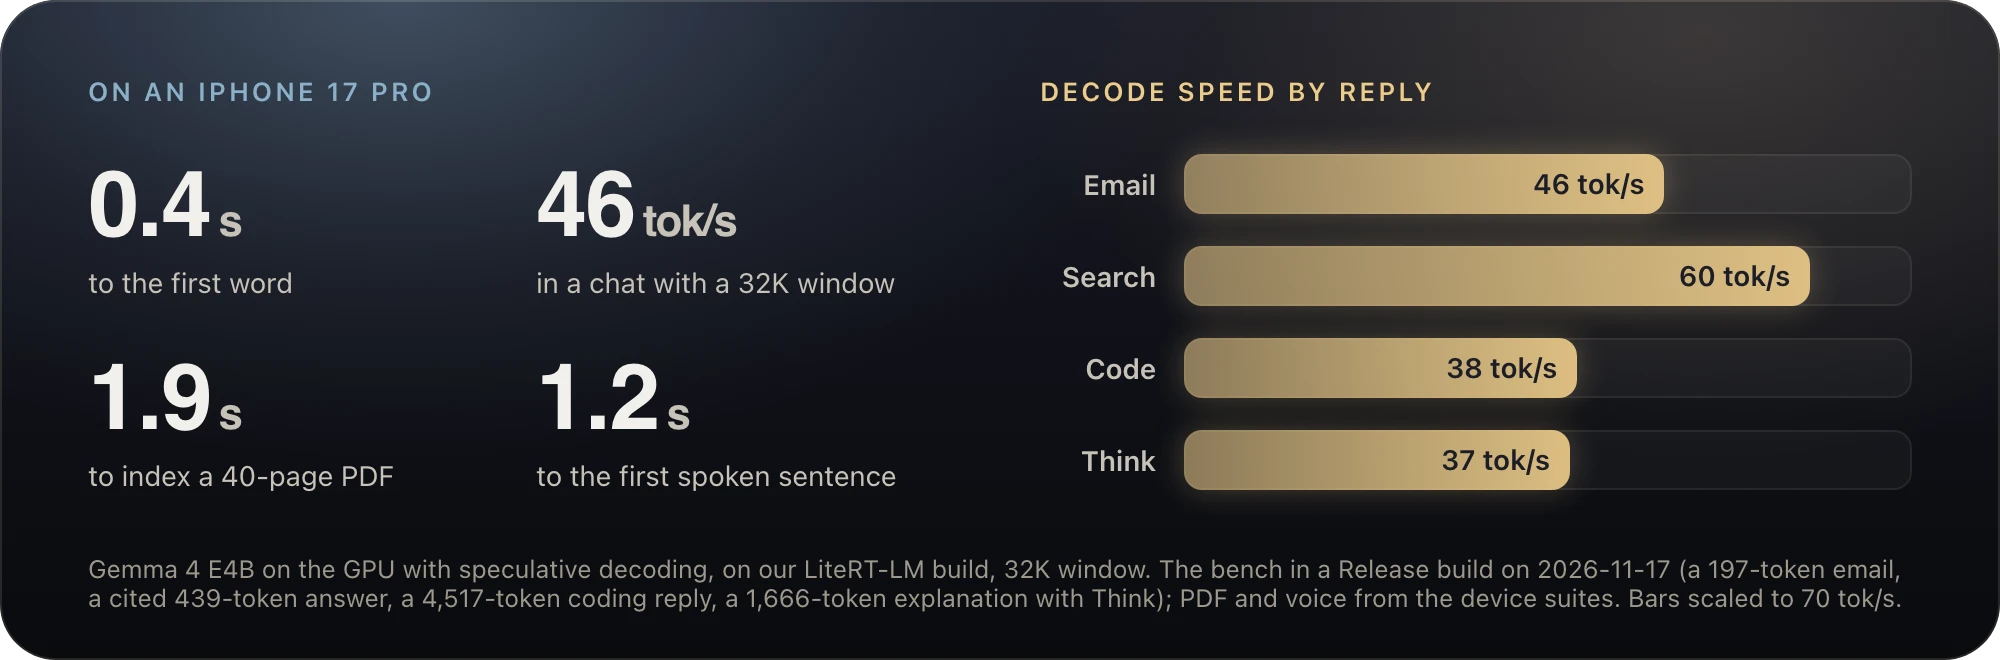 ON AN IPHONE 17 PRO
0.4 s
to the first word
46 tok/s
in a chat with a 32K window
1.9 s
to index a 40-page PDF
1.2 s
to the first spoken sentence
DECODE SPEED BY REPLY
Email 46 tok/s
Search 60 tok/s
Code 38 tok/s
Think 37 tok/s
Gemma 4 E4B on the GPU with speculative decoding, on our LiteRT-LM build, 32K window. The bench in a Release build on 2026-11-17 (a 197-token email,
a cited 439-token answer, a 4,517-token coding reply, a 1,666-token explanation with Think); PDF and voice from the device suites. Bars scaled to 70 tok/s.